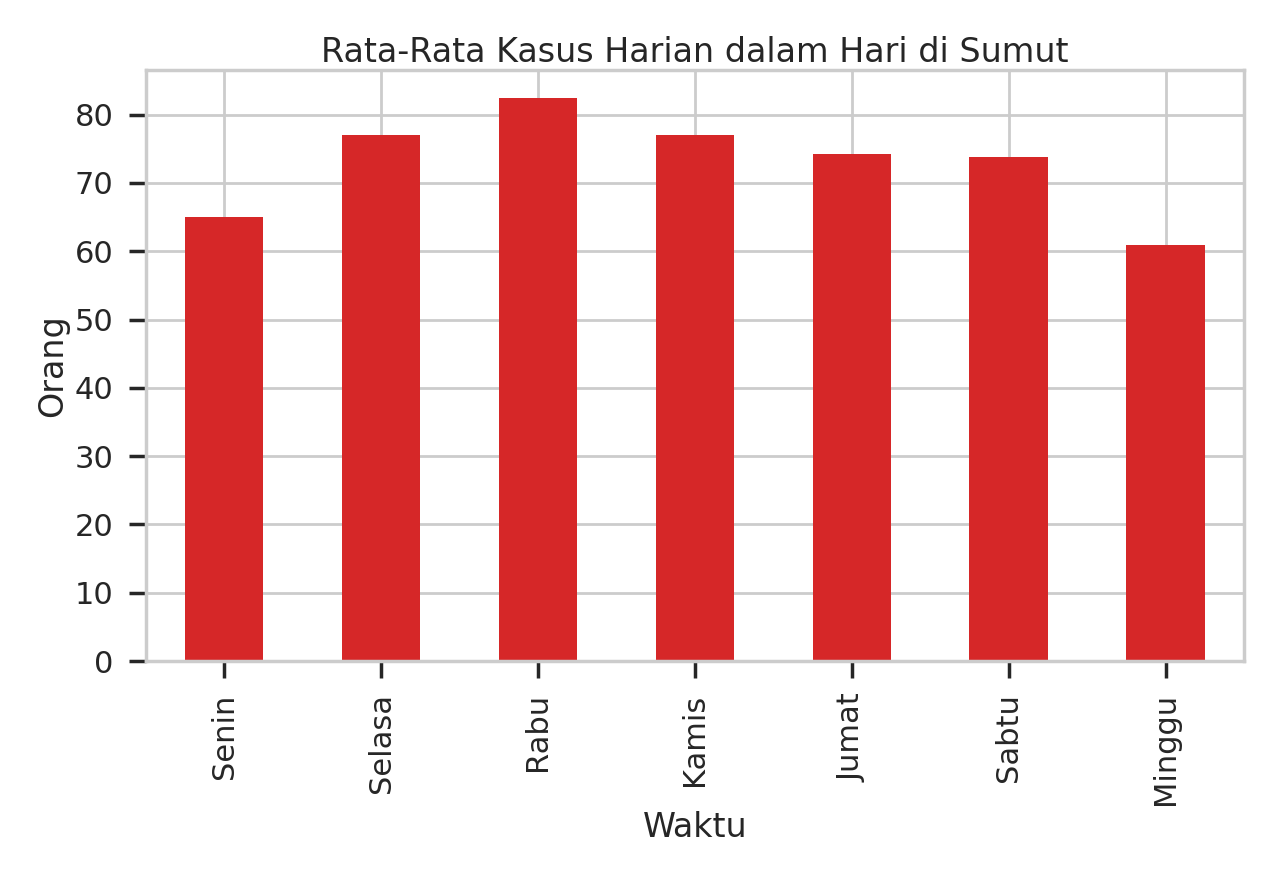 Rata-Rata Kasus Harian dalam Hari di Sumut
80
70
60
50
40
30
20
10
0
Orang
Senin
Selasa
Rabu
Kamis
Jumat
Sabtu
Minggu
Waktu